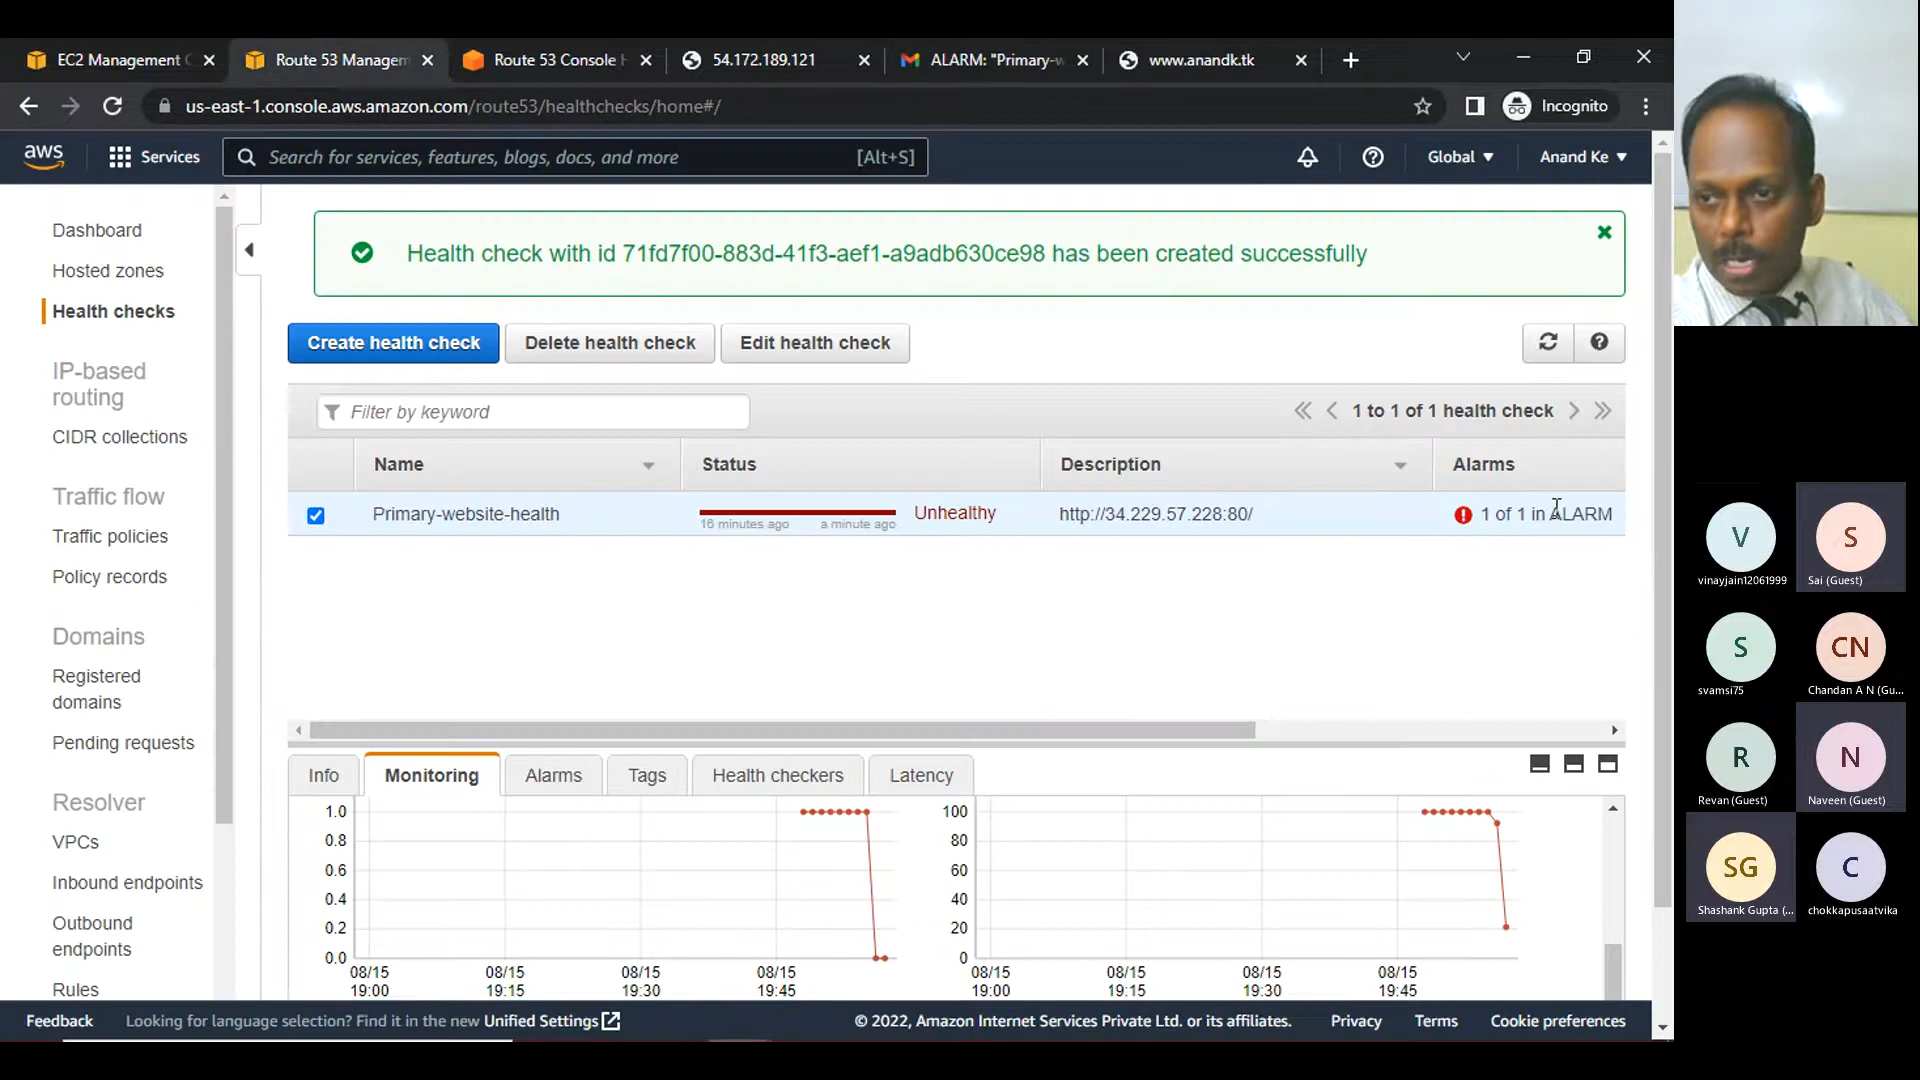 EC2 Management C
Route 53 Managem
Route 53 Console H
54.172.189.121
ALARM: "Primary-w
www.anandk.tk
us-east-1.console.aws.amazon.com/route53/healthchecks/home#/
Incognito
aws
Services
Search for services, features, blogs, docs, and more
[Alt+S]
Global
Anand Ke
Dashboard
Hosted zones
Health checks
IP-based
routing
CIDR collections
Traffic flow
Traffic policies
Policy records
Domains
Registered
domains
Pending requests
Resolver
VPCs
Inbound endpoints
Outbound
endpoints
Rules
Health check with id 71fd7f00-883d-41f3-aef1-a9adb630ce98 has been created successfully
Create health check
Delete health check
Edit health check
Filter by keyword
1 to 1 of 1 health check
Name
Status
Description
Alarms
Primary-website-health
16 minutes ago
a minute ago
Unhealthy
http://34.229.57.228:80/
1 of 1 in ALARM
Info
Monitoring
Alarms
Tags
Health checkers
Latency
1.0
0.8
0.6
0.4
0.2
0.0
08/15 08/15 08/15 08/15
19:00 19:15 19:30 19:45
100
80
60
40
20
0
08/15 08/15 08/15 08/15
19:00 19:15 19:30 19:45
Feedback
Looking for language selection? Find it in the new Unified Settings
© 2022, Amazon Internet Services Private Ltd. or its affiliates.
Privacy
Terms
Cookie preferences
V
vinayjain12061999
S
Sai (Guest)
S
svamsi75
CN
Chandan A N (Gu...
R
Revan (Guest)
N
Naveen (Guest)
SG
Shashank Gupta (...
C
chokkapusaatvika